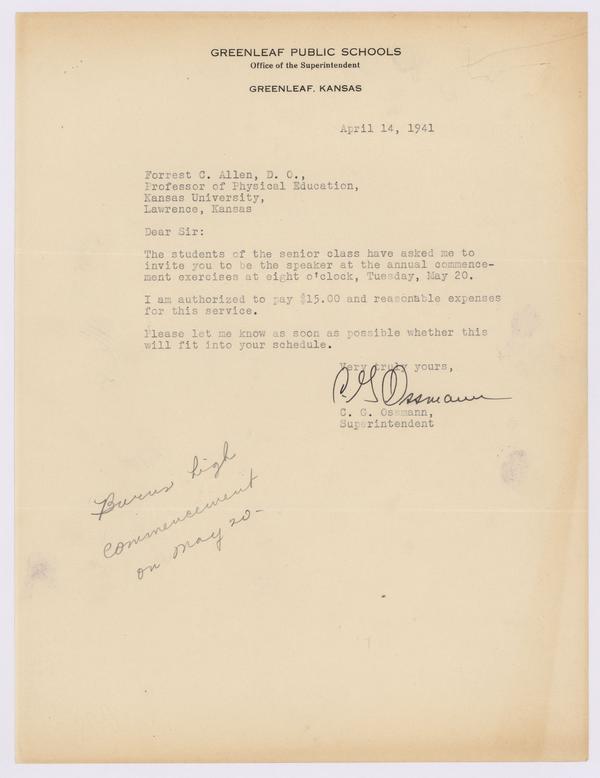 GREENLEAF PUBLIC SCHOOLS
Office of the Superintendent
GREENLEAF, KANSAS
April 14, 1941
Forrest C. Allen, D. O.,
Professor of Physical Education,
Kansas University,
Lawrence, Kansas
Dear Sir:
The students of the senior class have asked me to
invite you to be the speaker at the annual commence-
ment exercises at eight o'clock, Tuesday, May 20.
I am authorized to pay $15.00 and reasonable expenses
for this service.
Please let me know as soon as possible whether this
will fit into your schedule.
Very truly yours,
C. G. Ossmann
C. G. Ossmann,
Superintendent
Burns high
commencement
on May 20-